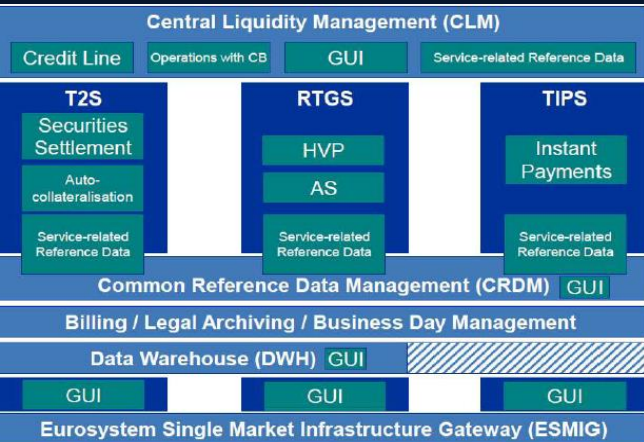 Central Liquidity Management (CLM)
Credit Line
Operations with CB
GUI
Service-related Reference Data
T2S
Securities
Settlement
Auto-
collateralisation
Service-related
Reference Data
RTGS
HVP
AS
Service-related
Reference Data
TIPS
Instant
Payments
Service-related
Reference Data
Common Reference Data Management (CRDM) GUI
Billing / Legal Archiving / Business Day Management
Data Warehouse (DWH) GUI
GUI
GUI
GUI
Eurosystem Single Market Infrastructure Gateway (ESMIG)